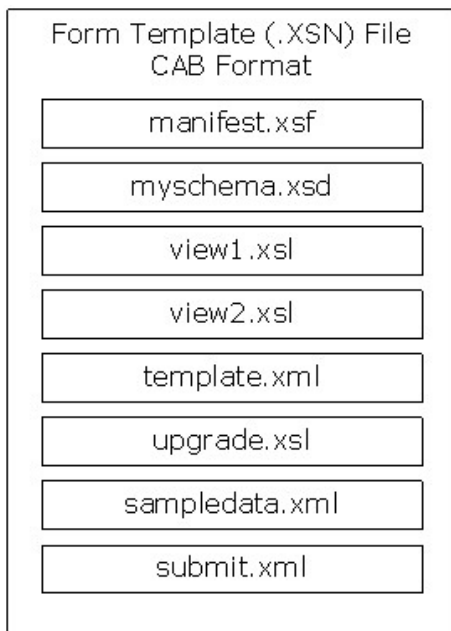 Form Template (.XSN) File
CAB Format
manifest.xsf
myschema.xsd
view1.xsl
view2.xsl
template.xml
upgrade.xsl
sampledata.xml
submit.xml